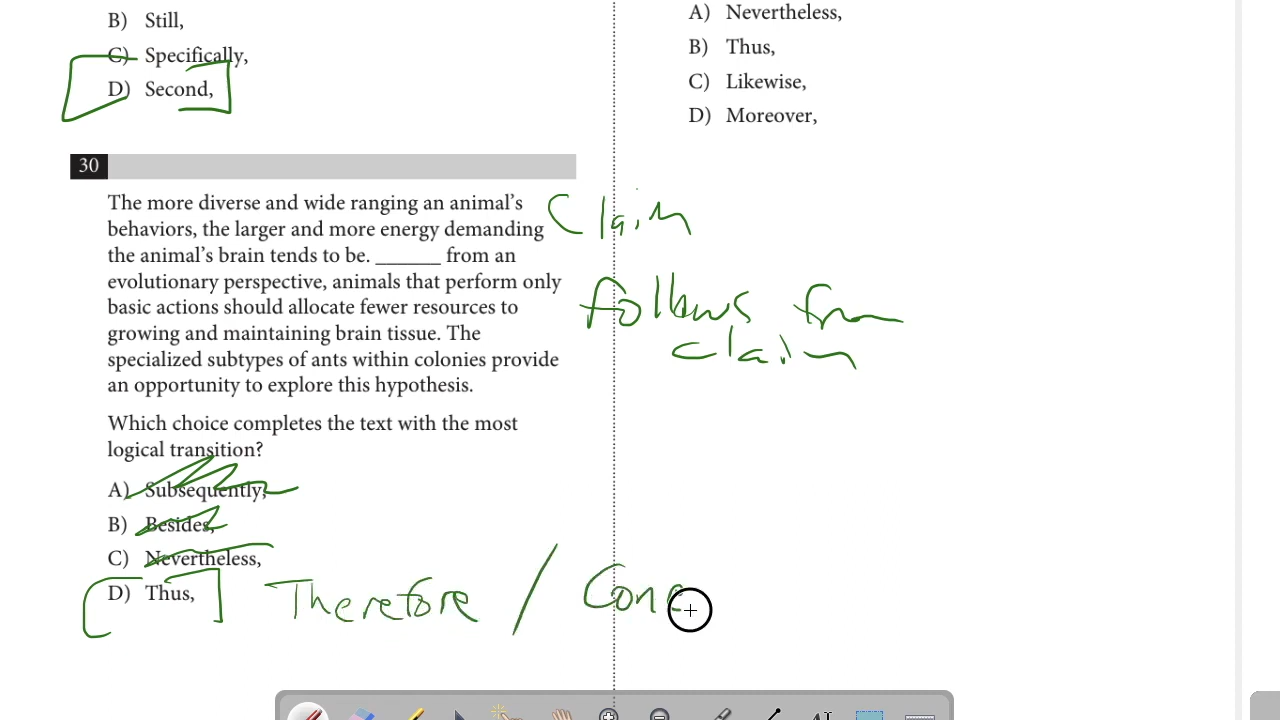 B) Still,
C) Specifically,
D) Second,
30
The more diverse and wide ranging an animal's
behaviors, the larger and more energy demanding
the animal's brain tends to be. ______ from an
evolutionary perspective, animals that perform only
basic actions should allocate fewer resources to
growing and maintaining brain tissue. The
specialized subtypes of ants within colonies provide
an opportunity to explore this hypothesis.
Which choice completes the text with the most
logical transition?
A) Subsequently,
B) Besides,
C) Nevertheless,
D) Thus,
Therefore / Con
Claim
follows from
claim
A) Nevertheless,
B) Thus,
C) Likewise,
D) Moreover,